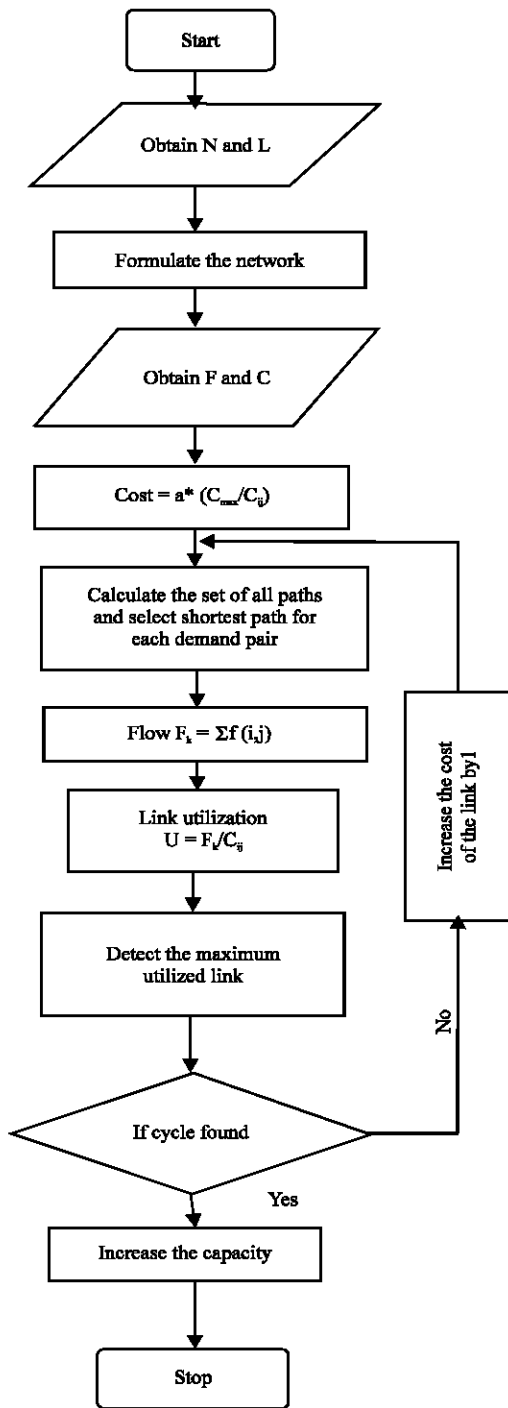 Start
Obtain N and L
Formulate the network
Obtain F and C
Cost = a* (Cmax/Cij)
Calculate the set of all paths
and select shortest path for
each demand pair
Flow Fk = Σf (i,j)
Link utilization
U = Fk/Cij
Detect the maximum
utilized link
If cycle found
No
Increase the cost
of the link by1
Yes
Increase the capacity
Stop